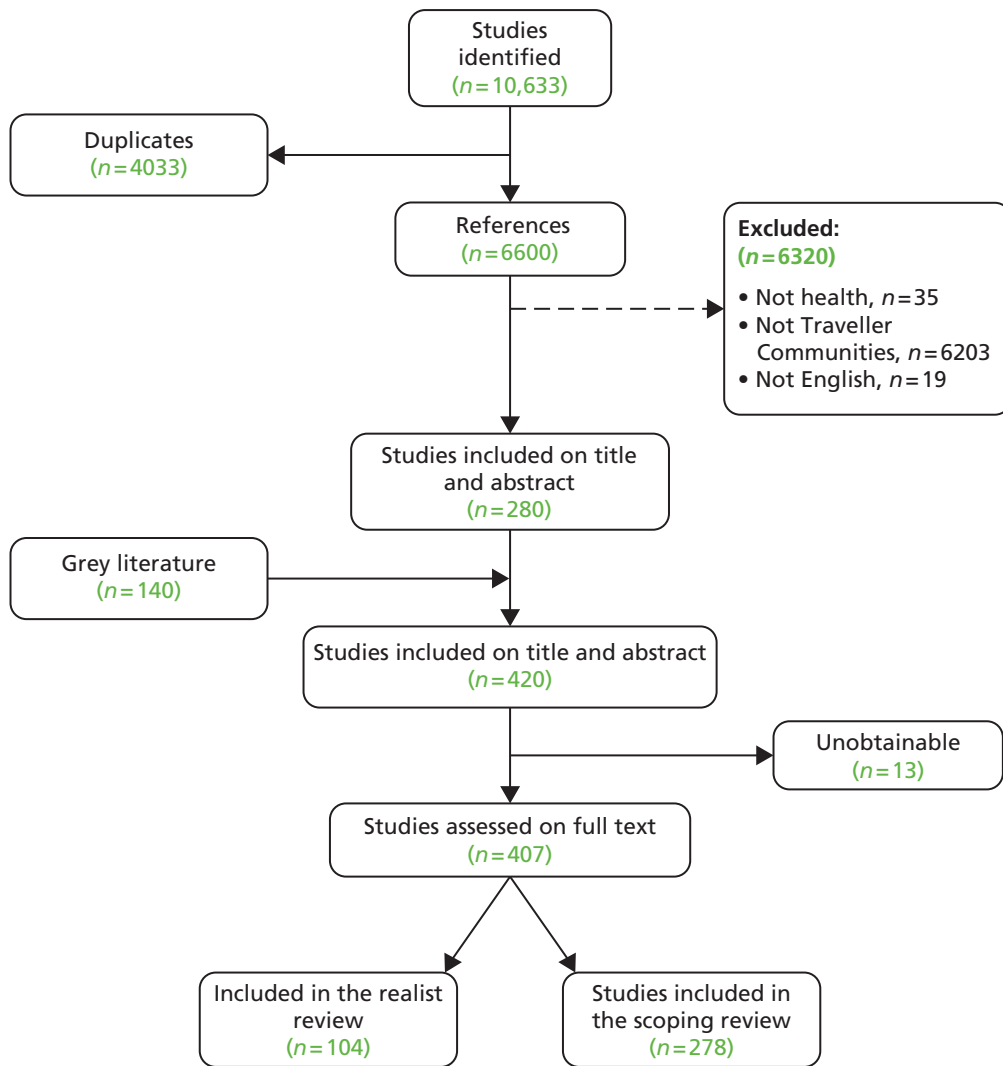 Studies
identified
(n=10,633)
Duplicates
(n=4033)
References
(n=6600)
Excluded:
(n=6320)
• Not health, n=35
• Not Traveller
Communities, n=6203
• Not English, n=19
Studies included on title
and abstract
(n=280)
Grey literature
(n=140)
Studies included on title and abstract
(n=420)
Unobtainable
(n=13)
Studies assessed on full text
(n=407)
Included in the realist
review
(n=104)
Studies included in
the scoping review
(n=278)